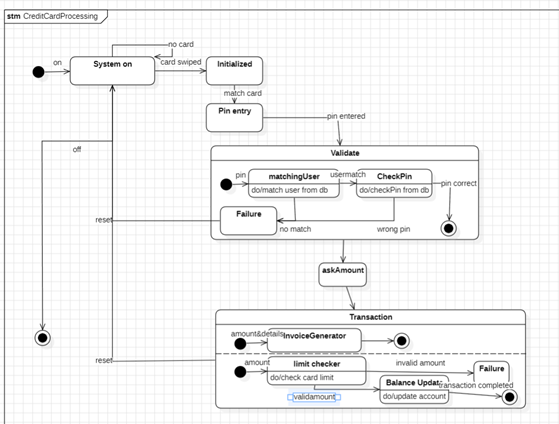 stm CreditCardProcessing
no card
on
System on
card swiped
Initialized
match card
Pin entry
pin entered
off
Validate
pin
matchingUser
usermatch
CheckPin
pin correct
do/match user from db
do/checkPin from db
Failure
reset
no match
wrong pin
askAmount
Transaction
amount&details
InvoiceGenerator
reset
amount
limit checker
invalid amount
Failure
do/check card limit
Balance Update
transaction completed
validamount
do/update account